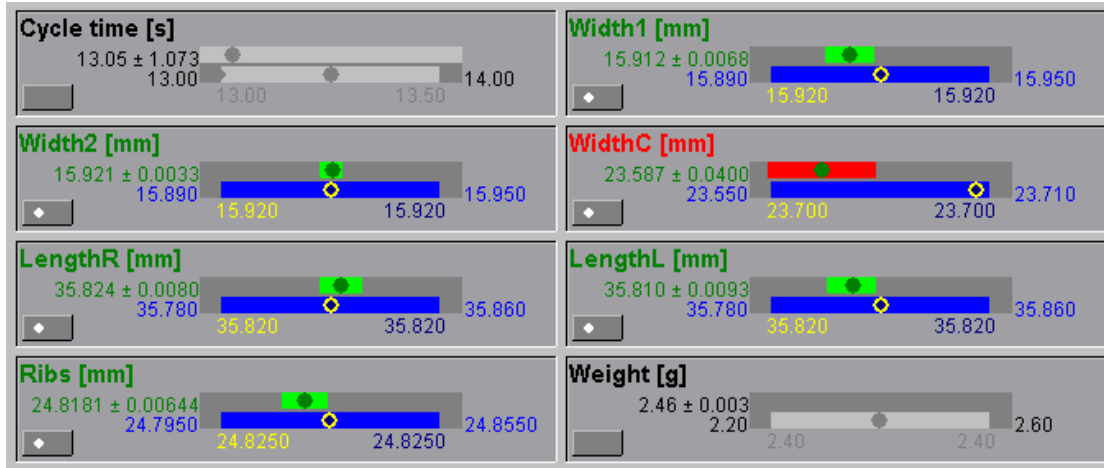 Cycle time [s]
13.05 ± 1.073
13.00 14.00
13.00 13.50
Width1 [mm]
15.912 ± 0.0068
15.890 15.950
15.920 15.920
Width2 [mm]
15.921 ± 0.0033
15.890 15.950
15.920 15.920
WidthC [mm]
23.587 ± 0.0400
23.550 23.710
23.700 23.700
LengthR [mm]
35.824 ± 0.0080
35.780 35.860
35.820 35.820
LengthL [mm]
35.810 ± 0.0093
35.780 35.860
35.820 35.820
Ribs [mm]
24.8181 ± 0.00644
24.7950 24.8550
24.8250 24.8250
Weight [g]
2.46 ± 0.003
2.20 2.60
2.40 2.40